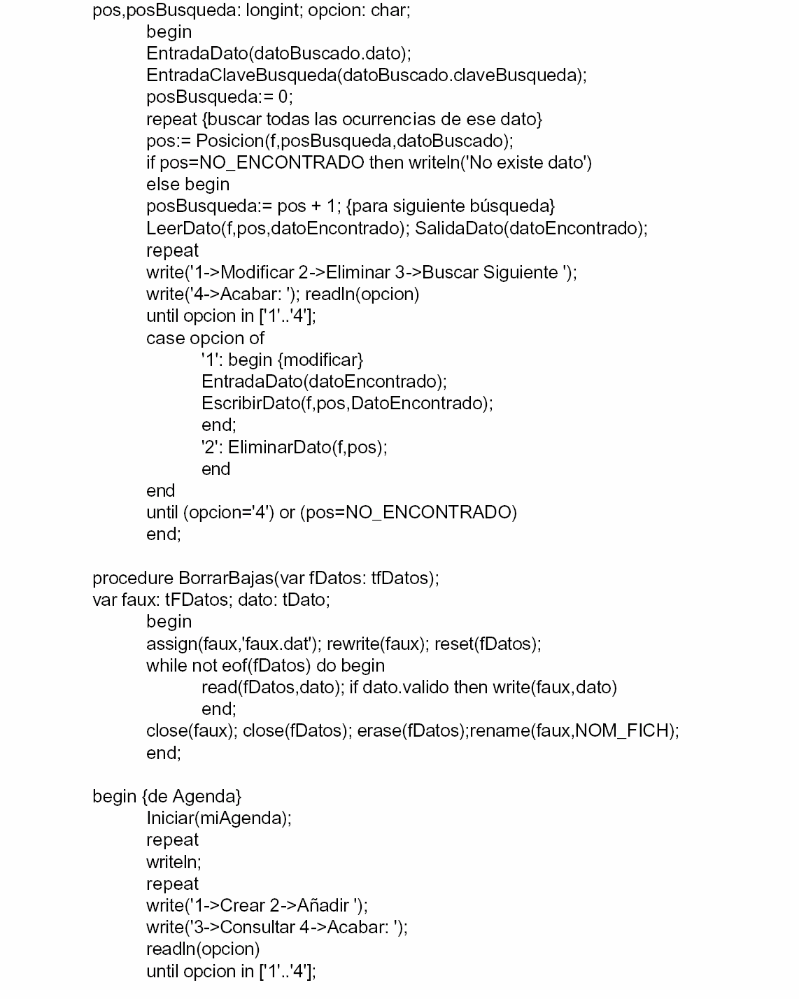 pos,posBusqueda: longint; opcion: char;
begin
EntradaDato(datoBuscado.dato);
EntradaClaveBusqueda(datoBuscado.claveBusqueda);
posBusqueda:= 0;
repeat {buscar todas las ocurrencias de ese dato}
pos:= Posicion(f,posBusqueda,datoBuscado);
if pos=NO_ENCONTRADO then writeln('No existe dato')
else begin
posBusqueda:= pos + 1; {para siguiente búsqueda}
LeerDato(f,pos,datoEncontrado); SalidaDato(datoEncontrado);
repeat
write('1->Modificar 2->Eliminar 3->Buscar Siguiente ');
write('4->Acabar: '); readln(opcion)
until opcion in ['1'..'4'];
case opcion of
'1': begin {modificar}
EntradaDato(datoEncontrado);
EscribirDato(f,pos,DatoEncontrado);
end;
'2': EliminarDato(f,pos);
end
end
until (opcion='4') or (pos=NO_ENCONTRADO)
end;
procedure BorrarBajas(var fDatos: tfDatos);
var faux: tFDatos; dato: tDato;
begin
assign(faux,'faux.dat'); rewrite(faux); reset(fDatos);
while not eof(fDatos) do begin
read(fDatos,dato); if dato.valido then write(faux,dato)
end;
close(faux); close(fDatos); erase(fDatos);rename(faux,NOM_FICH);
end;
begin {de Agenda}
Iniciar(miAgenda);
repeat
writeln;
repeat
write('1->Crear 2->Añadir ');
write('3->Consultar 4->Acabar: ');
readln(opcion)
until opcion in ['1'..'4'];